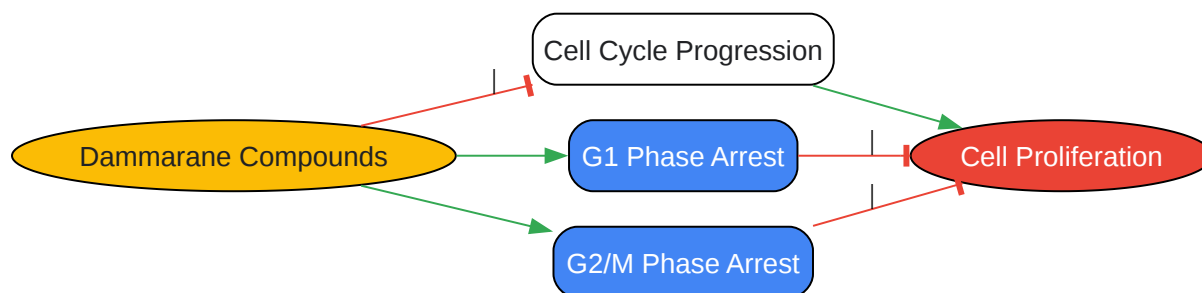 Cell Cycle Progression
Dammarane Compounds
G1 Phase Arrest
Cell Proliferation
G2/M Phase Arrest